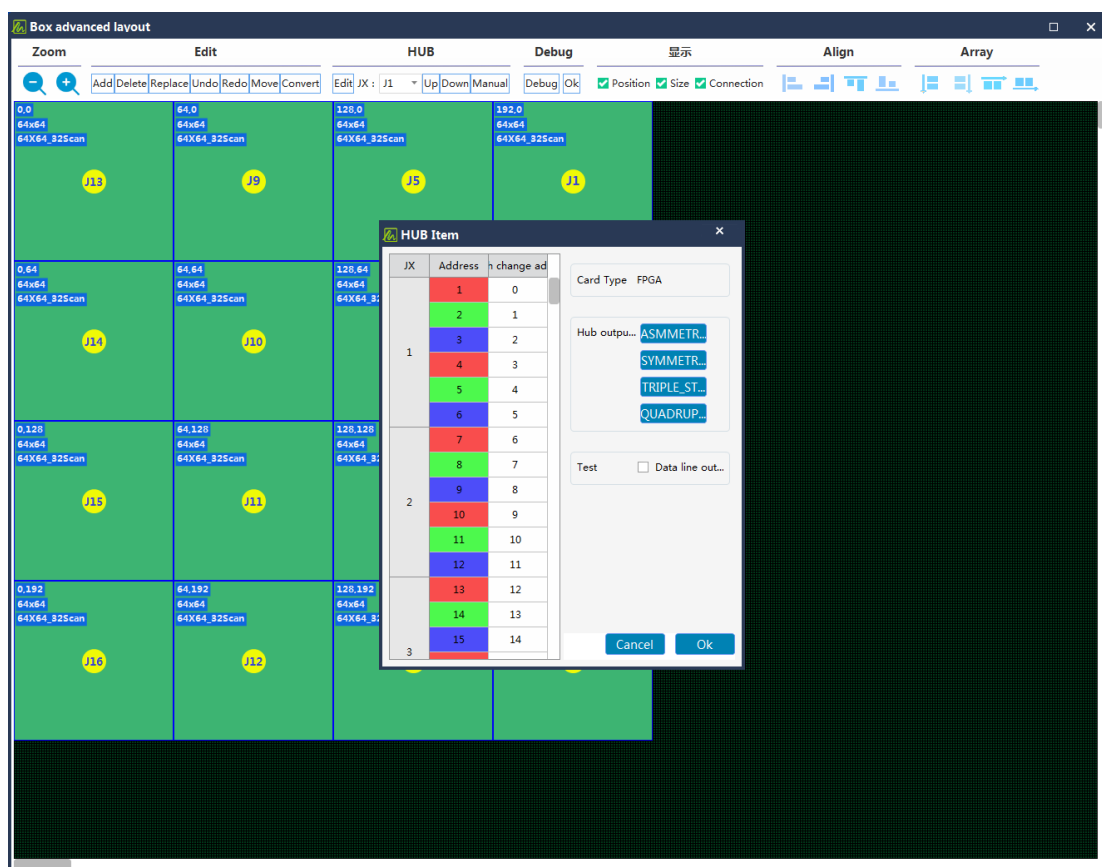 Box advanced layout
Zoom Edit HUB Debug 显示 Align Array
Add Delete Replace Undo Redo Move Convert Edit JX : J1 Up Down Manual Debug Ok Position Size Connection
0,0 64,0 128,0 192,0
64x64 64x64 64x64 64x64
64X64_32Scan 64X64_32Scan 64X64_32Scan 64X64_32Scan
J13 J9 J5 J1
0,64 64,64 128,64
64x64 64x64 64x64
64X64_32Scan 64X64_32Scan
J14 J10
0,128 64,128 128,128
64x64 64x64 64x64
64X64_32Scan 64X64_32Scan
J15 J11
0,192 64,192 128,192
64x64 64x64 64x64
64X64_32Scan 64X64_32Scan
J16 J12
HUB Item
JX Address change ad
1 1 0
2 1
3 2
4 3
5 4
6 5
2 7 6
8 7
9 8
10 9
11 10
12 11
3 13 12
14 13
15 14
Card Type FPGA
Hub outpu... ASMMETR...
SYMMETR...
TRIPLE_ST...
QUADRUP...
Test Data line out...
Cancel Ok